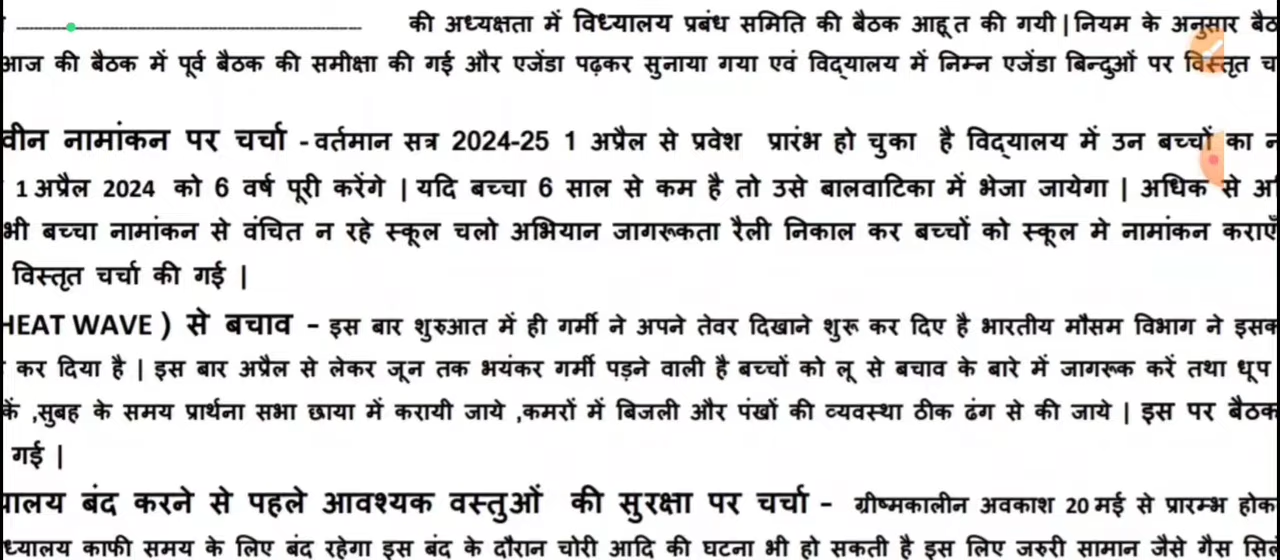 की अध्यक्षता में विध्यालय प्रबंध समिति की बैठक आहूत की गयी | नियम के अनुसार
आज की बैठक में पूर्व बैठक की समीक्षा की गई और एजेंडा पढ़कर सुनाया गया एवं विद्यालय में निम्न एजेंडा बिन्दुओं पर विस्तृत
नामांकन पर चर्चा - वर्तमान सत्र 2024-25 1 अप्रैल से प्रवेश प्रारंभ हो चुका है विद्यालय में उन बच्चों का
1 अप्रैल 2024 को 6 वर्ष पूरी करेंगे | यदि बच्चा 6 साल से कम है तो उसे बालवाटिका में भेजा जायेगा | अधिक से
भी बच्चा नामांकन से वंचित न रहे स्कूल चलो अभियान जागरूकता रैली निकाल कर बच्चों को स्कूल मे नामांकन कराएँ
विस्तृत चर्चा की गई |
HEAT WAVE ) से बचाव - इस बार शुरुआत में ही गर्मी ने अपने तेवर दिखाने शुरू कर दिए है भारतीय मौसम विभाग ने
कर दिया है | इस बार अप्रैल से लेकर जून तक भयंकर गर्मी पड़ने वाली है बच्चों को लू से बचाव के बारे में जागरूक करें तथा धूप
,सुबह के समय प्रार्थना सभा छाया में करायी जाये ,कमरों में बिजली और पंखों की व्यवस्था ठीक ढंग से की जाये | इस पर बैठक
गई |
बंद करने से पहले आवश्यक वस्तुओं की सुरक्षा पर चर्चा - ग्रीष्मकालीन अवकाश 20 मई से प्रारम्भ
काफी समय के लिए बंद रहेगा इस बंद के दौरान चोरी आदि की घटना भी हो सकती है इस लिए जरुरी सामान जैसे गैस